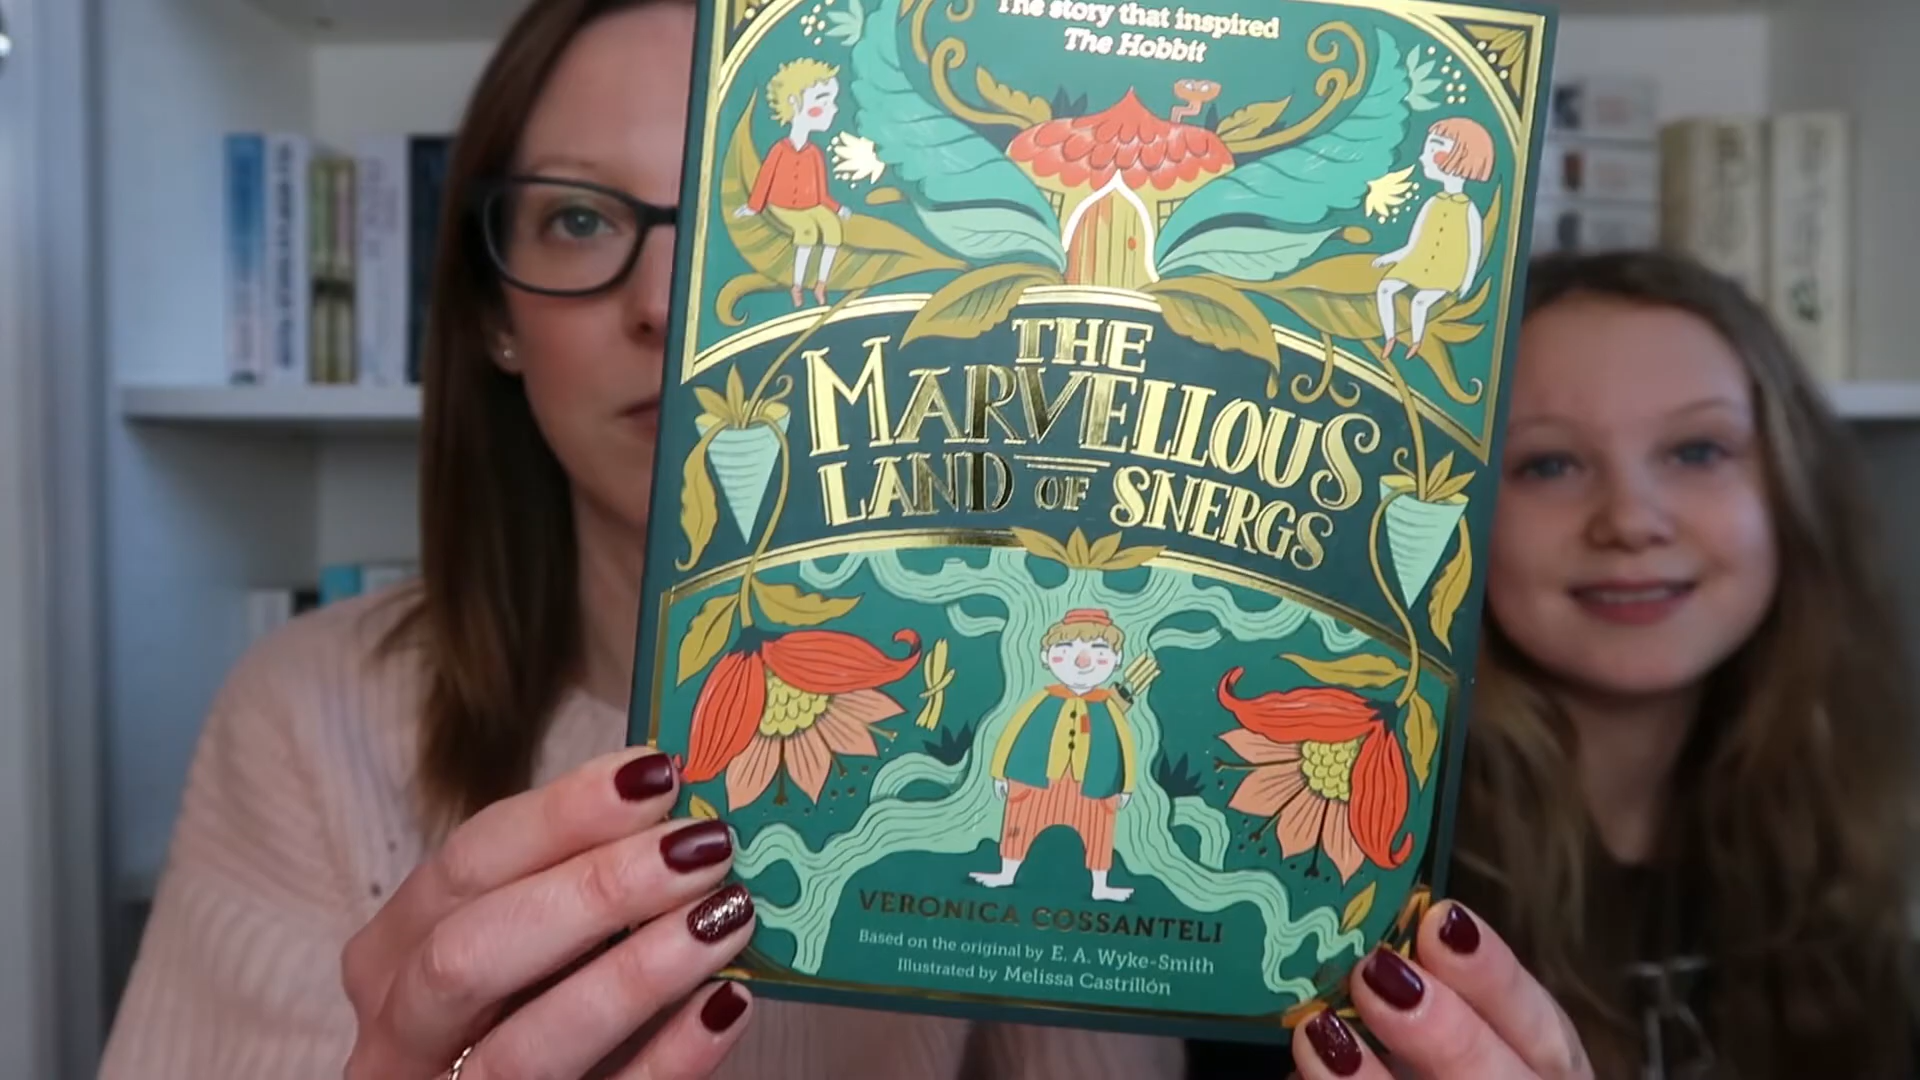 The story that inspired
The Hobbit
THE
MARVELLOUS
LAND OF SNERGS
VERONICA COSSANTELI
Based on the original by E. A. Wyke-Smith
Illustrated by Melissa Castrillón